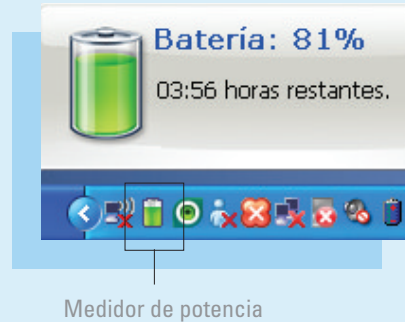 Batería: 81%
03:56 horas restantes.
Medidor de potencia